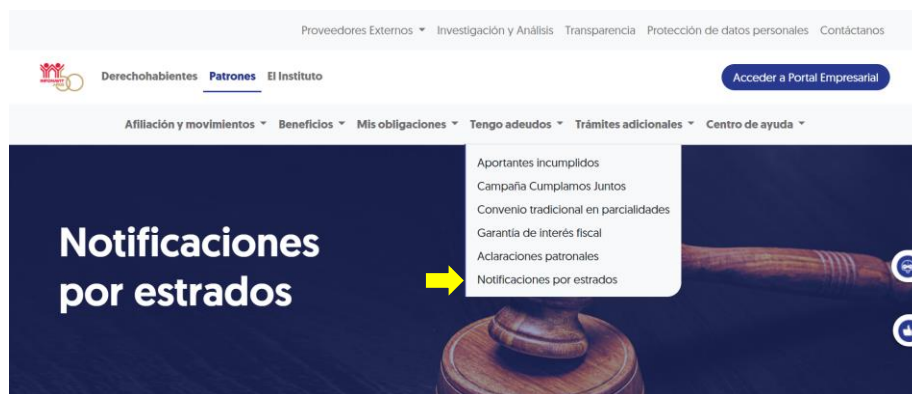 Proveedores Externos Investigación y Análisis Transparencia Protección de datos personales Contáctanos
Derechohabientes Patrones El Instituto Acceder a Portal Empresarial
Afiliación y movimientos Beneficios Mis obligaciones Tengo adeudos Trámites adicionales Centro de ayuda
Aportantes incumplidos
Campaña Cumplamos Juntos
Convenio tradicional en parcialidades
Garantía de interés fiscal
Aclaraciones patronales
Notificaciones por estrados
Notificaciones
por estrados